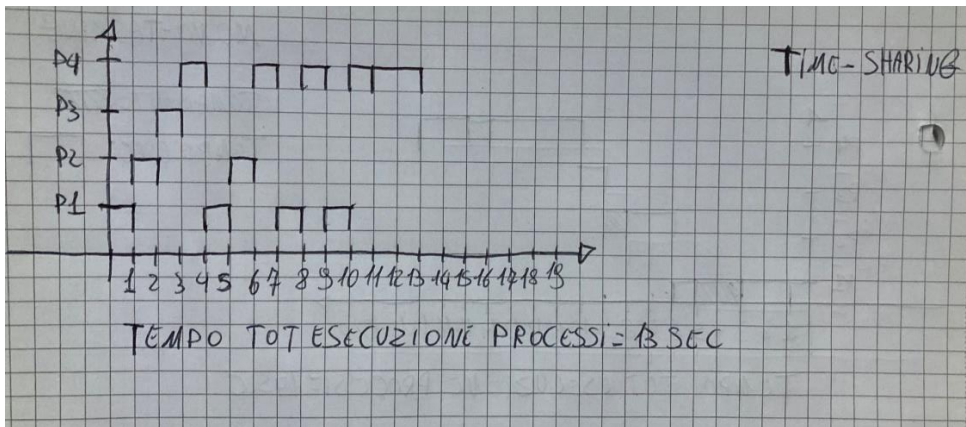 TIME-SHARING
P4
P3
P2
P1
1 2 3 4 5 6 7 8 9 10 11 12 13 14 15 16 17 18 19
TEMPO TOT ESECUZIONE PROCESSI = 13 SEC